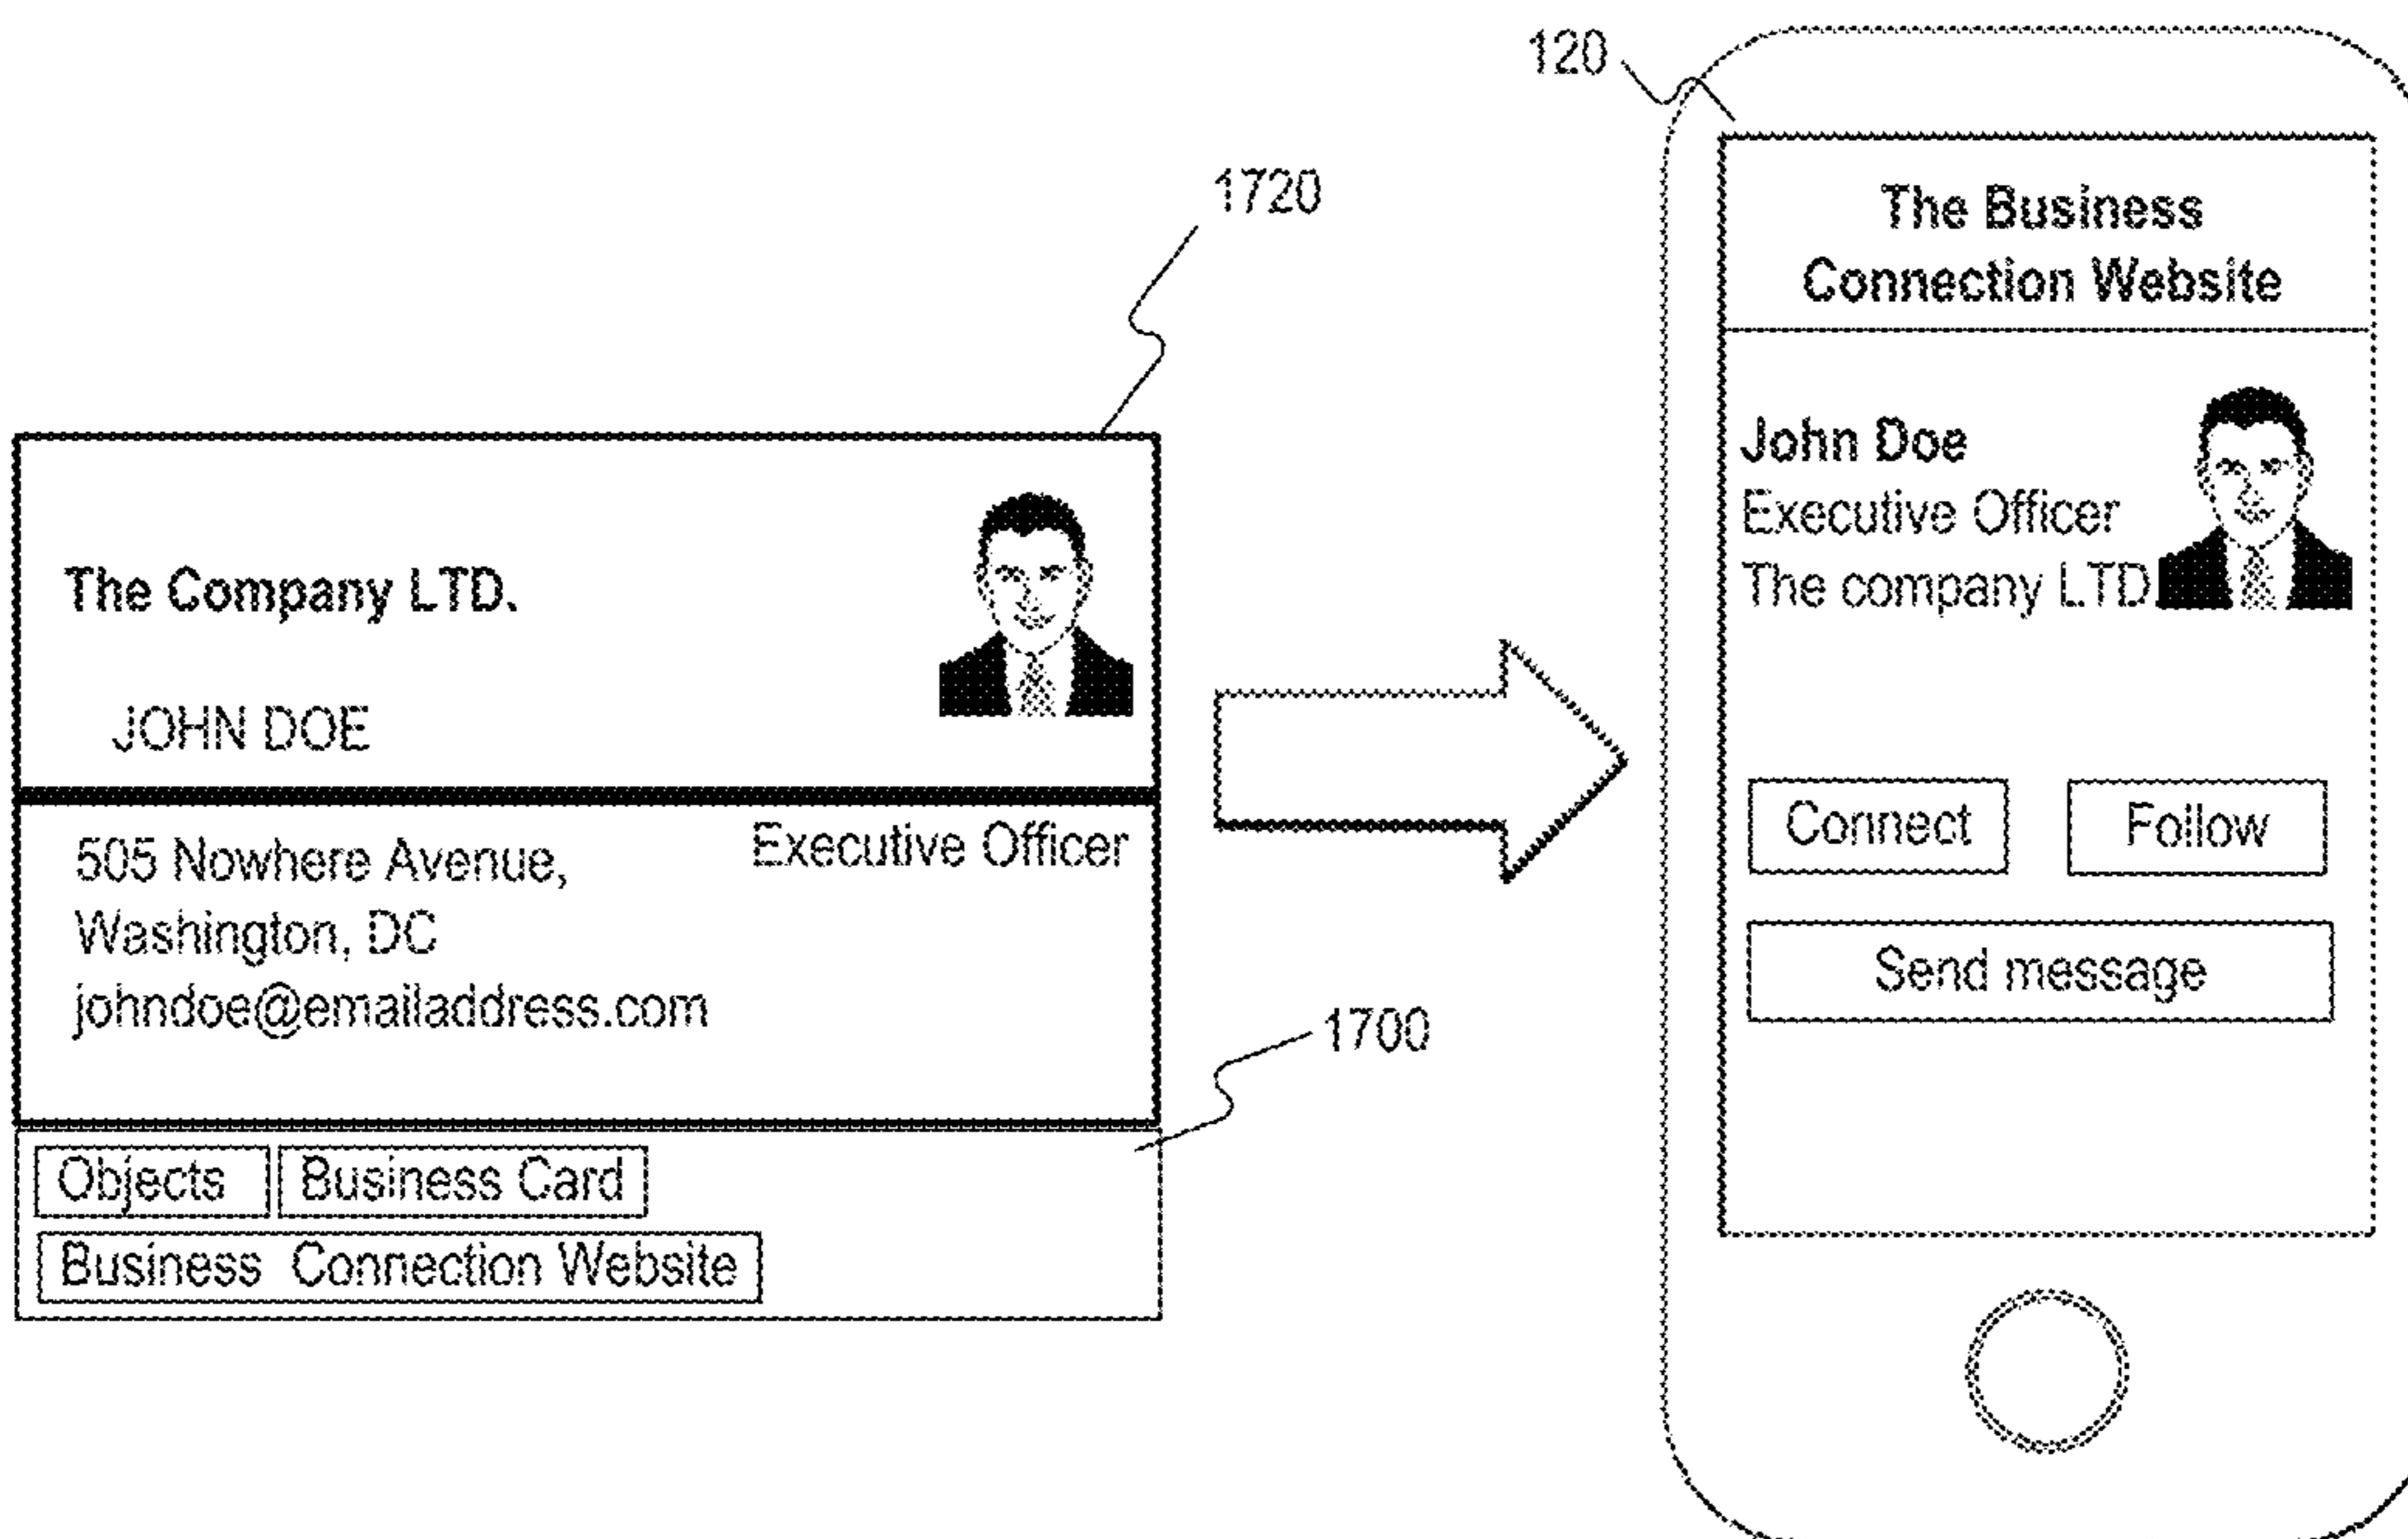 120
1720
The Business
Connection Website
John Doe
Executive Officer
The company LTD.
Connect
Follow
Send message
The Company LTD.
JOHN DOE
Executive Officer
505 Nowhere Avenue,
Washington, DC
johndoe@emailaddress.com
1700
Objects
Business Card
Business Connection Website